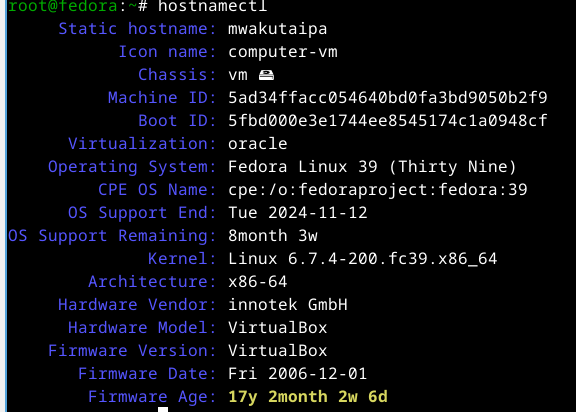 root@fedora:~# hostnamectl
Static hostname: mwakutaipa
Icon name: computer-vm
Chassis: vm 🖴
Machine ID: 5ad34ffacc054640bd0fa3bd9050b2f9
Boot ID: 5fbd000e3e1744ee8545174c1a0948cf
Virtualization: oracle
Operating System: Fedora Linux 39 (Thirty Nine)
CPE OS Name: cpe:/o:fedoraproject:fedora:39
OS Support End: Tue 2024-11-12
OS Support Remaining: 8month 3w
Kernel: Linux 6.7.4-200.fc39.x86_64
Architecture: x86-64
Hardware Vendor: innotek GmbH
Hardware Model: VirtualBox
Firmware Version: VirtualBox
Firmware Date: Fri 2006-12-01
Firmware Age: 17y 2month 2w 6d